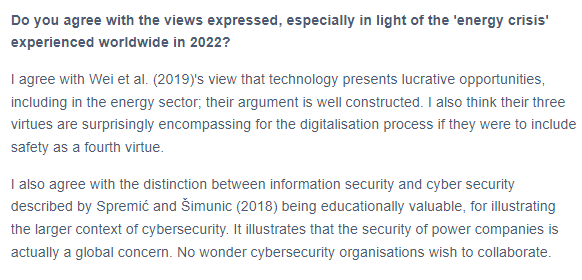 Do you agree with the views expressed, especially in light of the 'energy crisis'
experienced worldwide in 2022?
I agree with Wei et al. (2019)'s view that technology presents lucrative opportunities,
including in the energy sector; their argument is well constructed. I also think their three
virtues are surprisingly encompassing for the digitalisation process if they were to include
safety as a fourth virtue.
I also agree with the distinction between information security and cyber security
described by Spremić and Šimunic (2018) being educationally valuable, for illustrating
the larger context of cybersecurity. It illustrates that the security of power companies is
actually a global concern. No wonder cybersecurity organisations wish to collaborate.